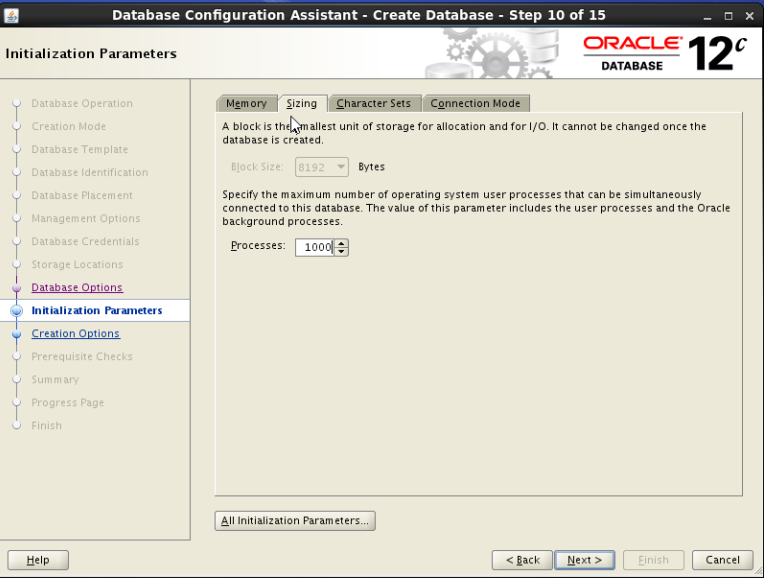 Database Configuration Assistant - Create Database - Step 10 of 15
Initialization Parameters
ORACLE
DATABASE
12c
Database Operation
Creation Mode
Database Template
Database Identification
Database Placement
Management Options
Database Credentials
Storage Locations
Database Options
Initialization Parameters
Creation Options
Prerequisite Checks
Summary
Progress Page
Finish
Memory Sizing Character Sets Connection Mode
A block is the smallest unit of storage for allocation and for I/O. It cannot be changed once the
database is created.
Block Size: 8192 Bytes
Specify the maximum number of operating system user processes that can be simultaneously
connected to this database. The value of this parameter includes the user processes and the Oracle
background processes.
Processes: 1000
All Initialization Parameters...
Help < Back Next > Finish Cancel